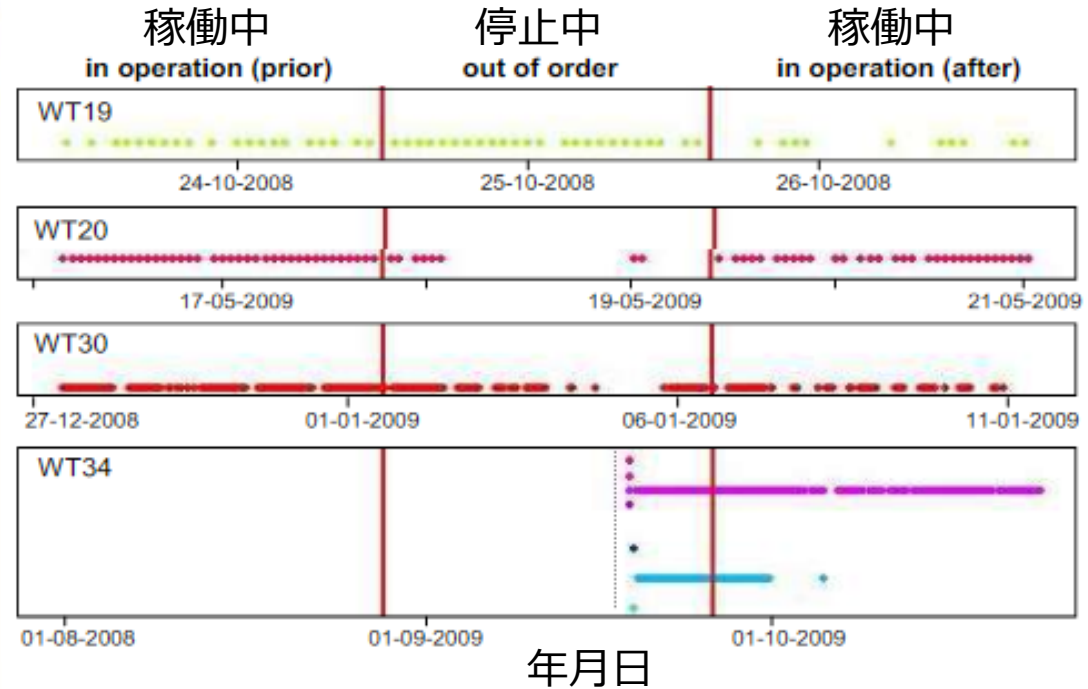 稼働中 停止中 稼働中
in operation (prior) out of order in operation (after)
WT19
24-10-2008 25-10-2008 26-10-2008
WT20
17-05-2009 19-05-2009 21-05-2009
WT30
27-12-2008 01-01-2009 06-01-2009 11-01-2009
WT34
01-08-2008 01-09-2009 01-10-2009
年月日